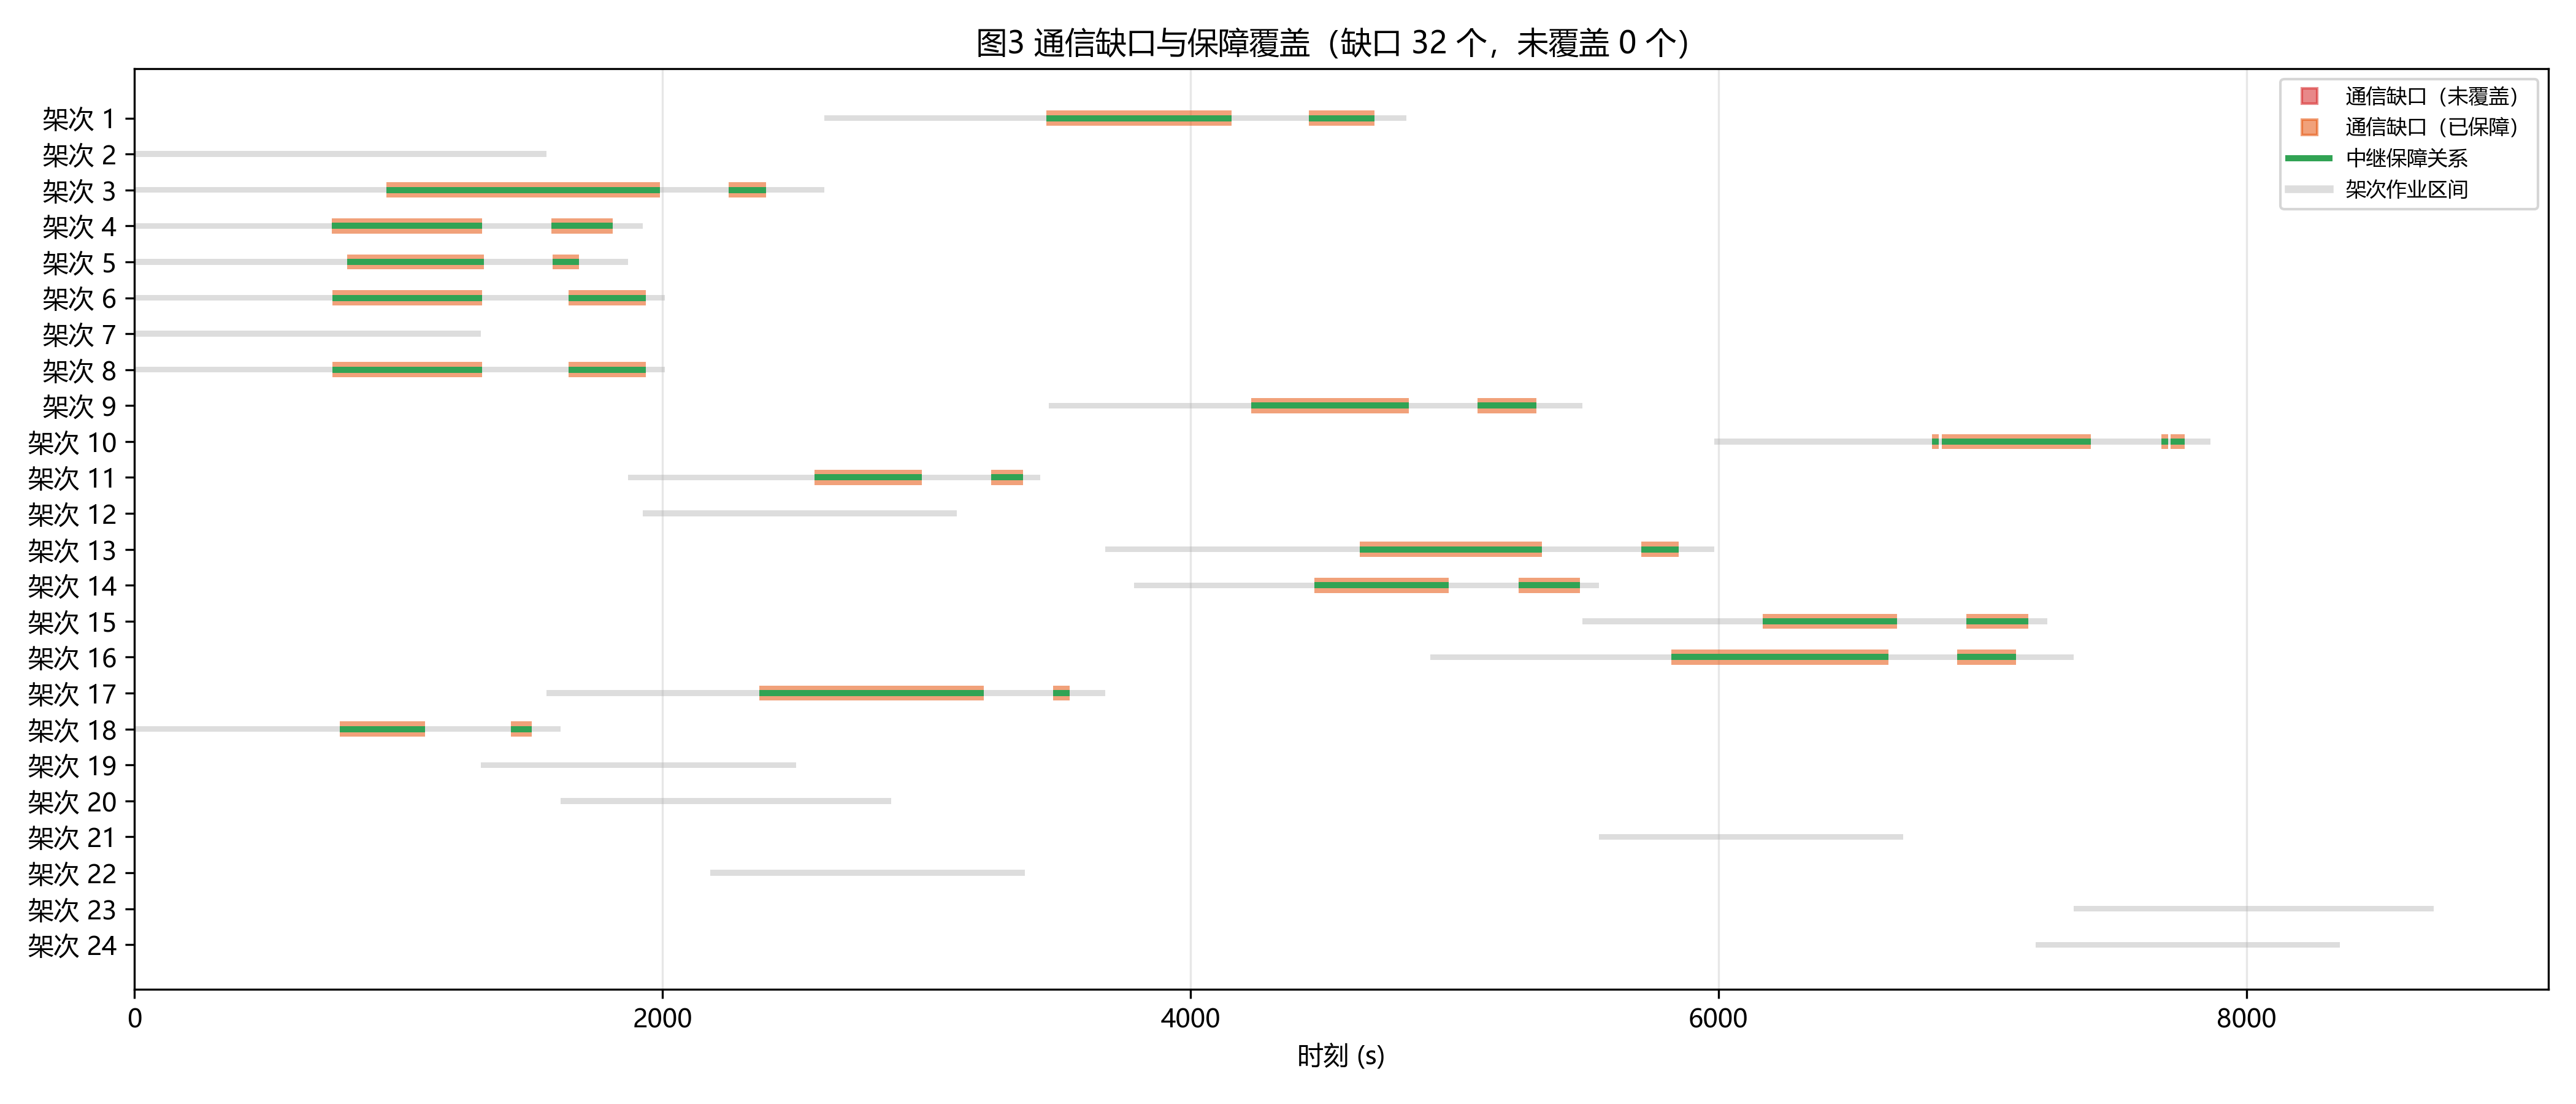 图3 通信缺口与保障覆盖（缺口 32 个，未覆盖 0 个）
通信缺口（未覆盖）
通信缺口（已保障）
中继保障关系
架次作业区间
架次 1
架次 2
架次 3
架次 4
架次 5
架次 6
架次 7
架次 8
架次 9
架次 10
架次 11
架次 12
架次 13
架次 14
架次 15
架次 16
架次 17
架次 18
架次 19
架次 20
架次 21
架次 22
架次 23
架次 24
0 2000 4000 6000 8000
时刻 (s)